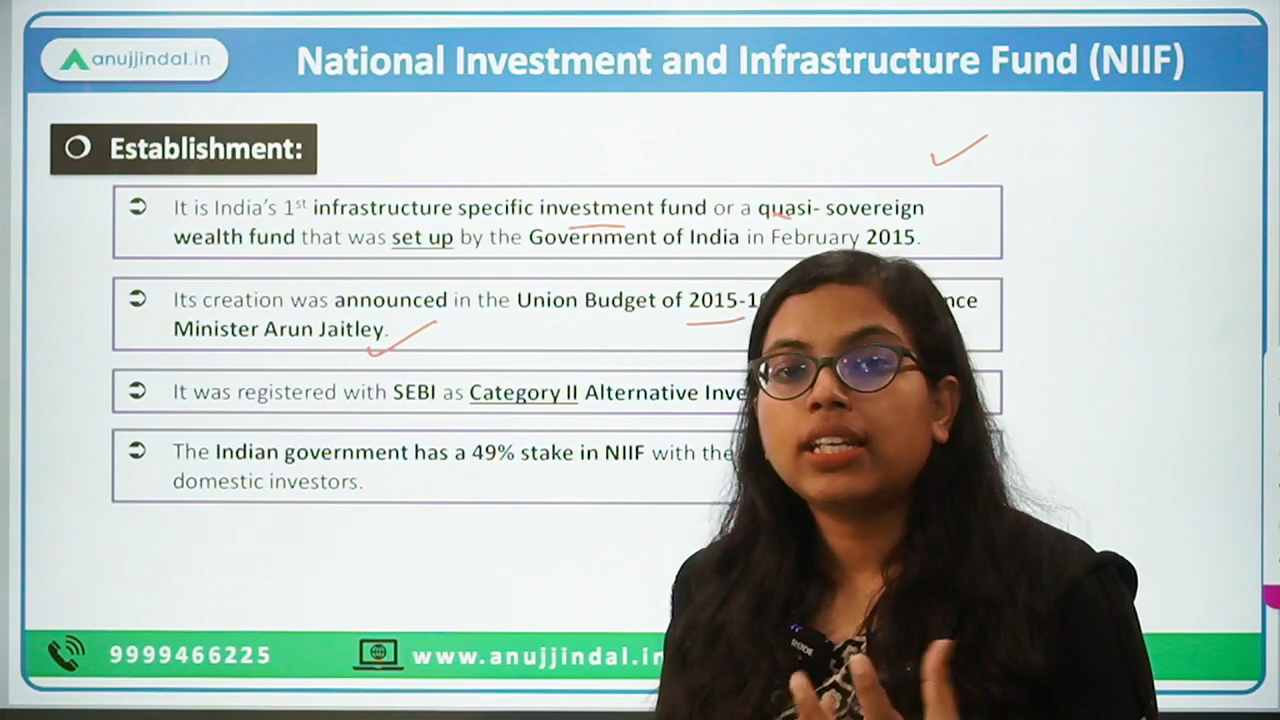 anujjindal.in
National Investment and Infrastructure Fund (NIIF)
Establishment:
It is India's 1st infrastructure specific investment fund or a quasi- sovereign
wealth fund that was set up by the Government of India in February 2015.
Its creation was announced in the Union Budget of 2015-1
Minister Arun Jaitley.
It was registered with SEBI as Category II Alternative
The Indian government has a 49% stake in NIIF with the
domestic investors.
9999466225
www.anujjindal.in
RODE